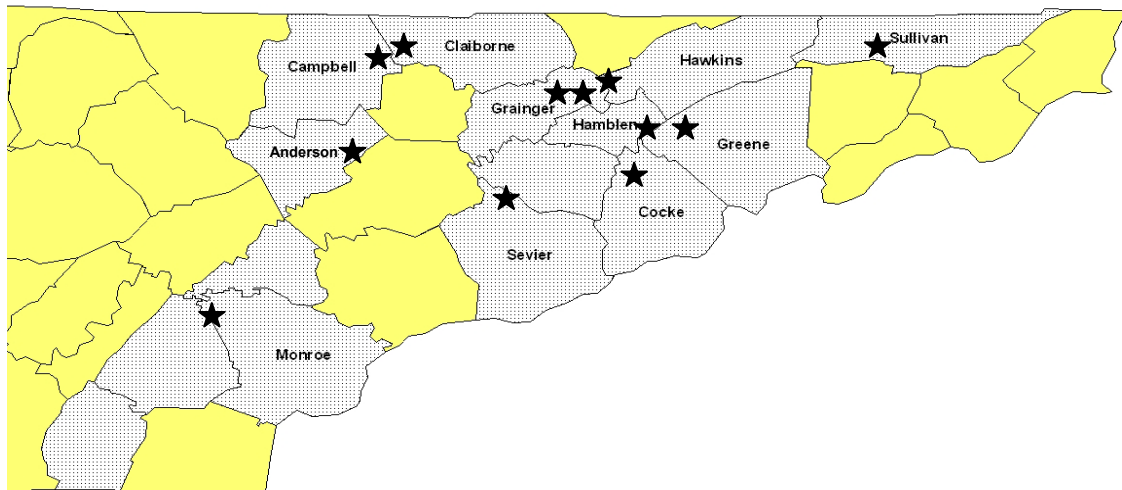 Sullivan
Claiborne
Campbell
Hawkins
Grainger
Hamblen
Greene
Anderson
Cocke
Sevier
Monroe